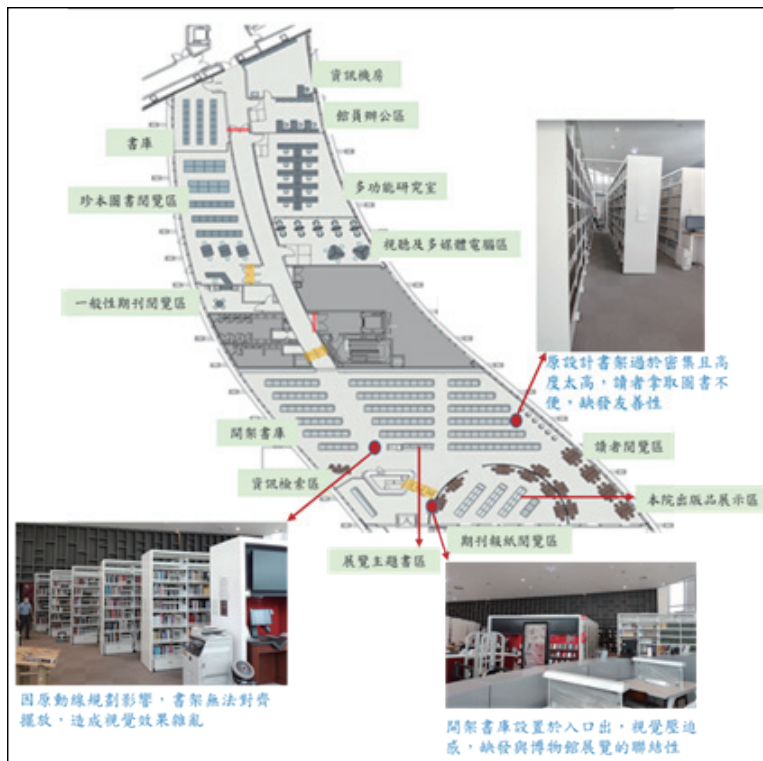 資訊機房
館員辦公區
書庫
多功能研究室
珍本圖書閱覽區
視聽及多媒體電腦區
一般性期刊閱覽區
原設計書架過於密集且高
度太高，讀者拿取圖書不
便，缺發友善性
開架書庫
讀者閱覽區
資訊檢索區
本院出版品展示區
入口
期刊報紙閱覽區
展覽主題書區
因原動線規劃影響，書架無法對齊
擺放，造成視覺效果雜亂
開架書庫設置於入口出，視覺壓迫
感，缺發與博物館展覽的聯結性